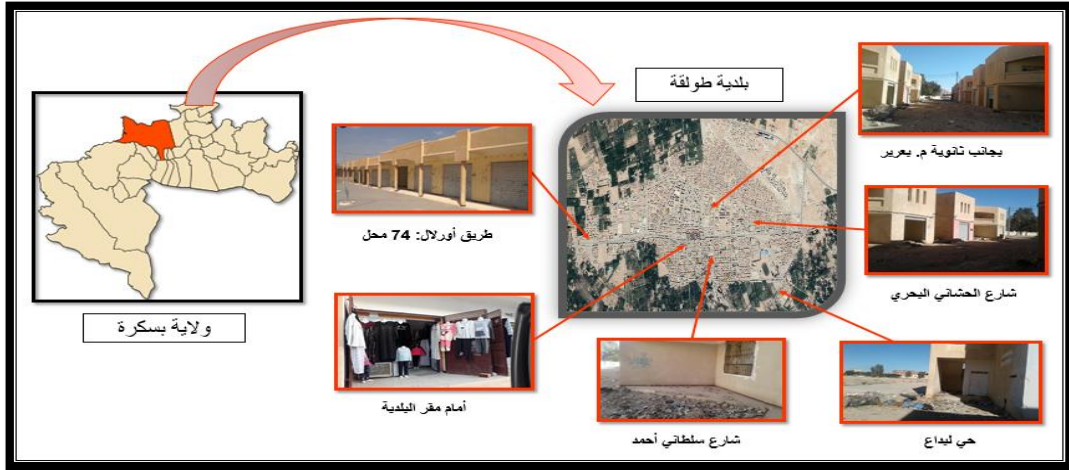 بلدية طولقة
بجانب ثانوية م. بعرير
طريق أورلال: 74 محل
شارع الحشاني البحري
ولاية بسكرة
أمام مقر البلدية
شارع سلطاني أحمد
حي لبداع